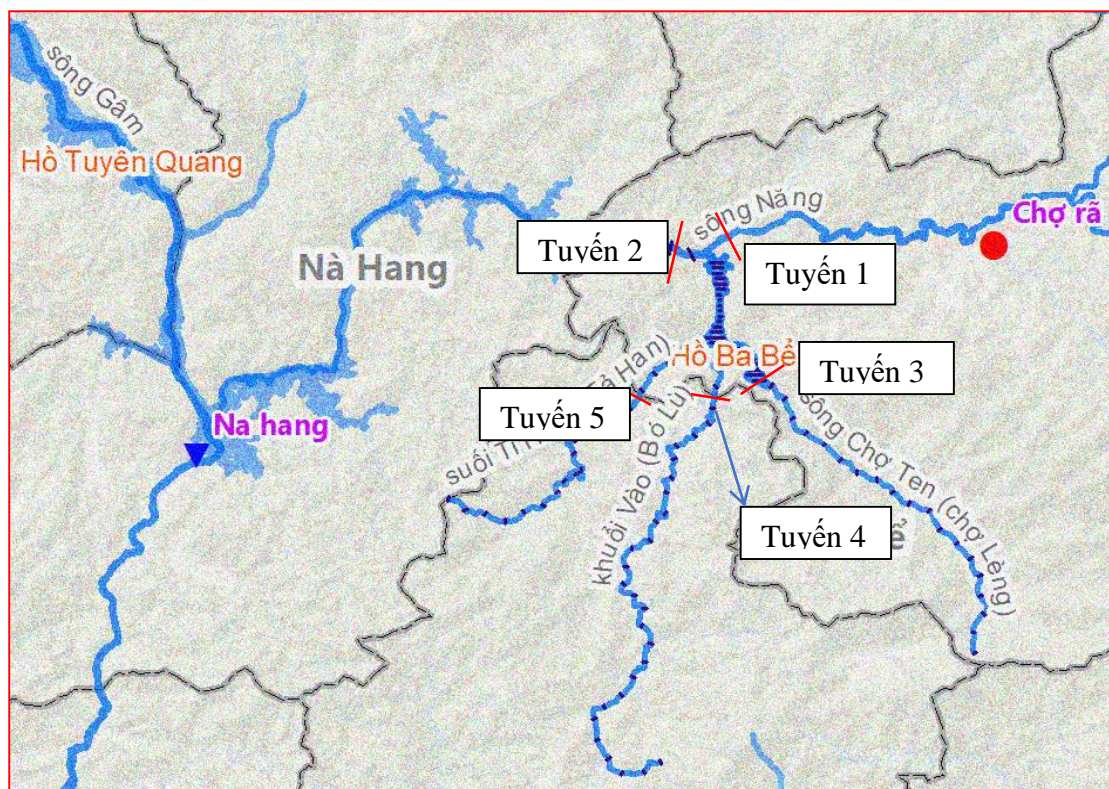 sông Gâm
Hồ Tuyên Quang
sông Năng
Chợ rã
Tuyến 2
Tuyến 1
Nà Hang
Hồ Ba Bể
Tuyến 3
Tuyến 5
Na hang
suối
khuổi Vào (Bó Lù)
sông Chợ Ten (chợ Lèng)
Tuyến 4